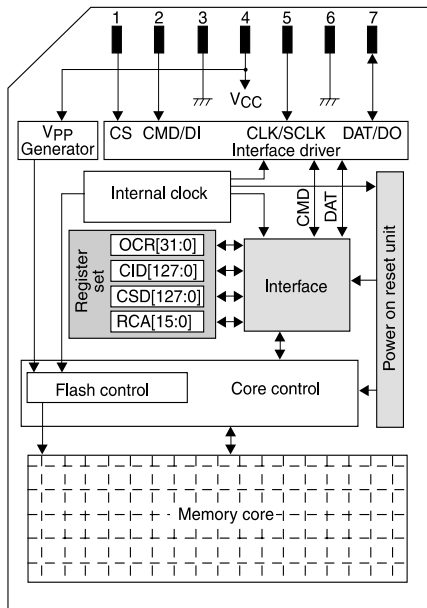 1 2 3 4 5 6 7
VCC
VPP
Generator
CS CMD/DI CLK/SCLK DAT/DO
Interface driver
Internal clock
CMD
DAT
Power on reset unit
Register set
OCR[31:0]
CID[127:0]
CSD[127:0]
RCA[15:0]
Interface
Flash control
Core control
Memory core